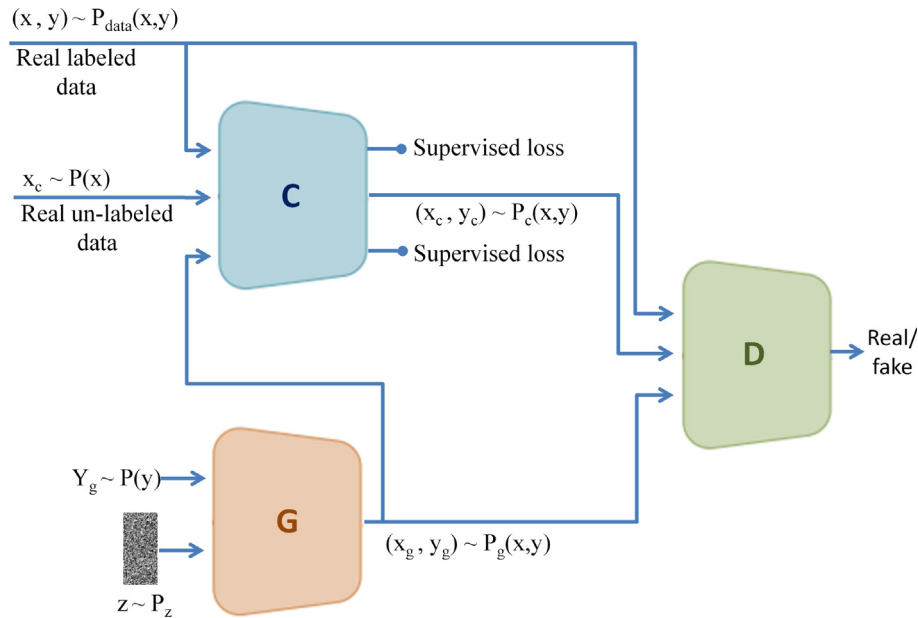 (x , y) ~ P_data(x,y)
Real labeled
data
x_c ~ P(x)
Real un-labeled
data
C
Supervised loss
(x_c , y_c) ~ P_c(x,y)
Supervised loss
D
Real/
fake
Y_g ~ P(y)
G
(x_g , y_g) ~ P_g(x,y)
z ~ P_z